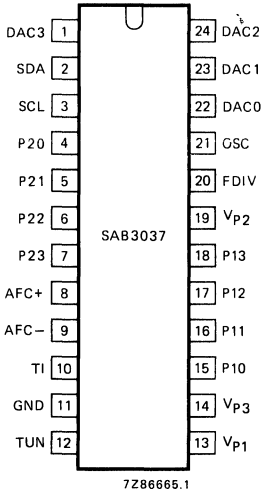 DAC3 1 24 DAC2
SDA 2 23 DAC1
SCL 3 22 DAC0
P20 4 21 OSC
P21 5 20 FDIV
P22 6 19 VP2
SAB3037
P23 7 18 P13
AFC+ 8 17 P12
AFC− 9 16 P11
TI 10 15 P10
GND 11 14 VP3
TUN 12 13 VP1
7Z86665.1